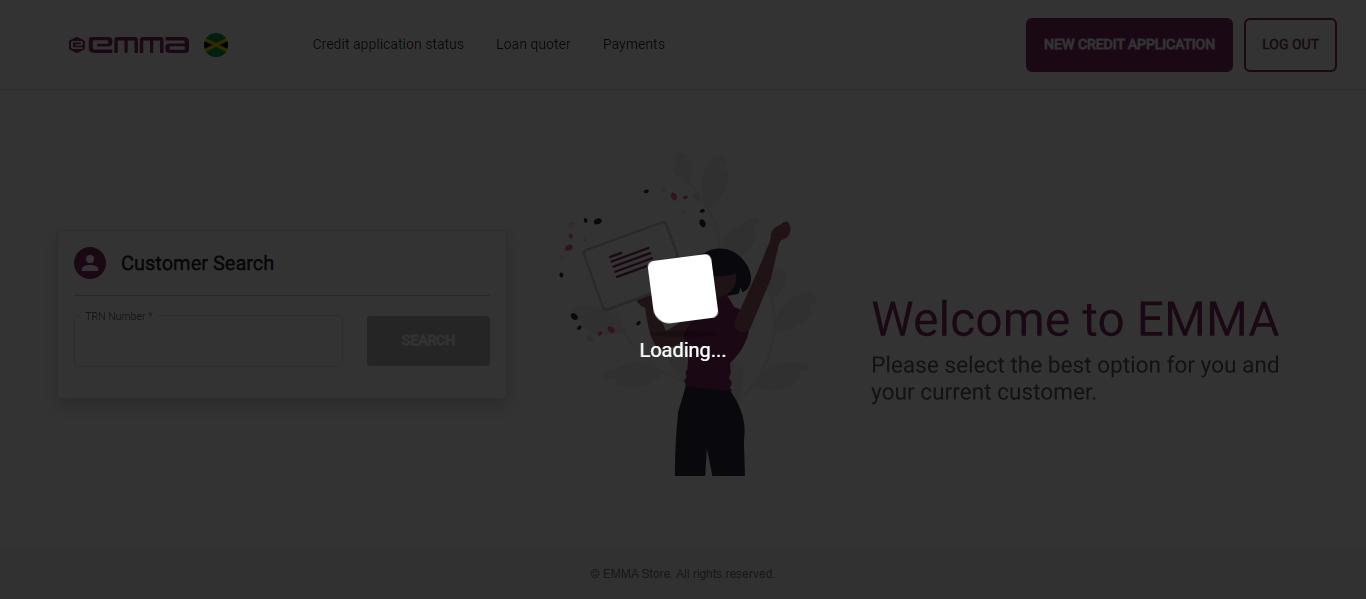 emma
Credit application status
Loan quoter
Payments
NEW CREDIT APPLICATION
LOG OUT
Customer Search
TRN Number *
SEARCH
Loading...
Welcome to EMMA
Please select the best option for you and
your current customer.
© EMMA Store. All rights reserved.